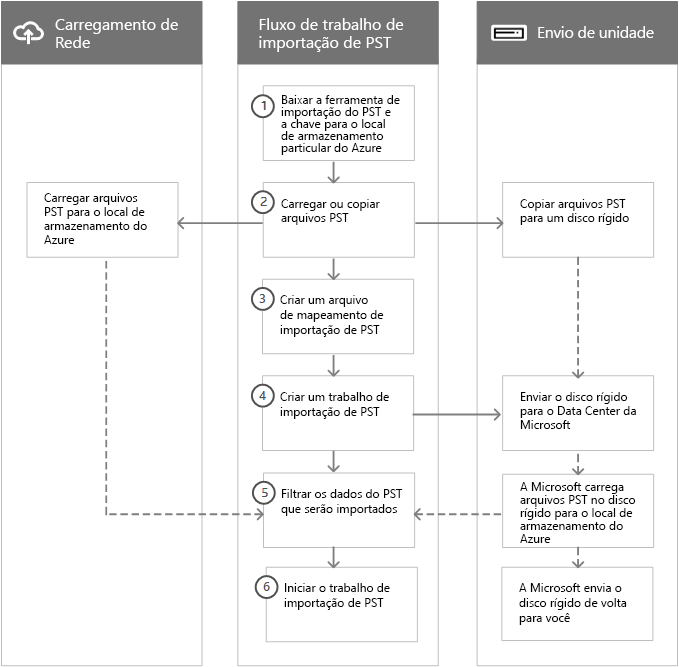 Carregamento de
Rede
Fluxo de trabalho de
importação de PST
Envio de unidade
1
Baixar a ferramenta de
importação do PST e
a chave para o local
de armazenamento
particular do Azure
Carregar arquivos
PST para o local de
armazenamento do
Azure
2
Carregar ou copiar
arquivos PST
Copiar arquivos PST
para um disco rígido
3
Criar um arquivo
de mapeamento de
importação de PST
4
Criar um trabalho de
importação de PST
Enviar o disco rígido
para o Data Center da
Microsoft
5
Filtrar os dados do PST
que serão importados
A Microsoft carrega
arquivos PST no disco
rígido para o local de
armazenamento do
Azure
6
Iniciar o trabalho de
importação de PST
A Microsoft envia o
disco rígido de volta
para você